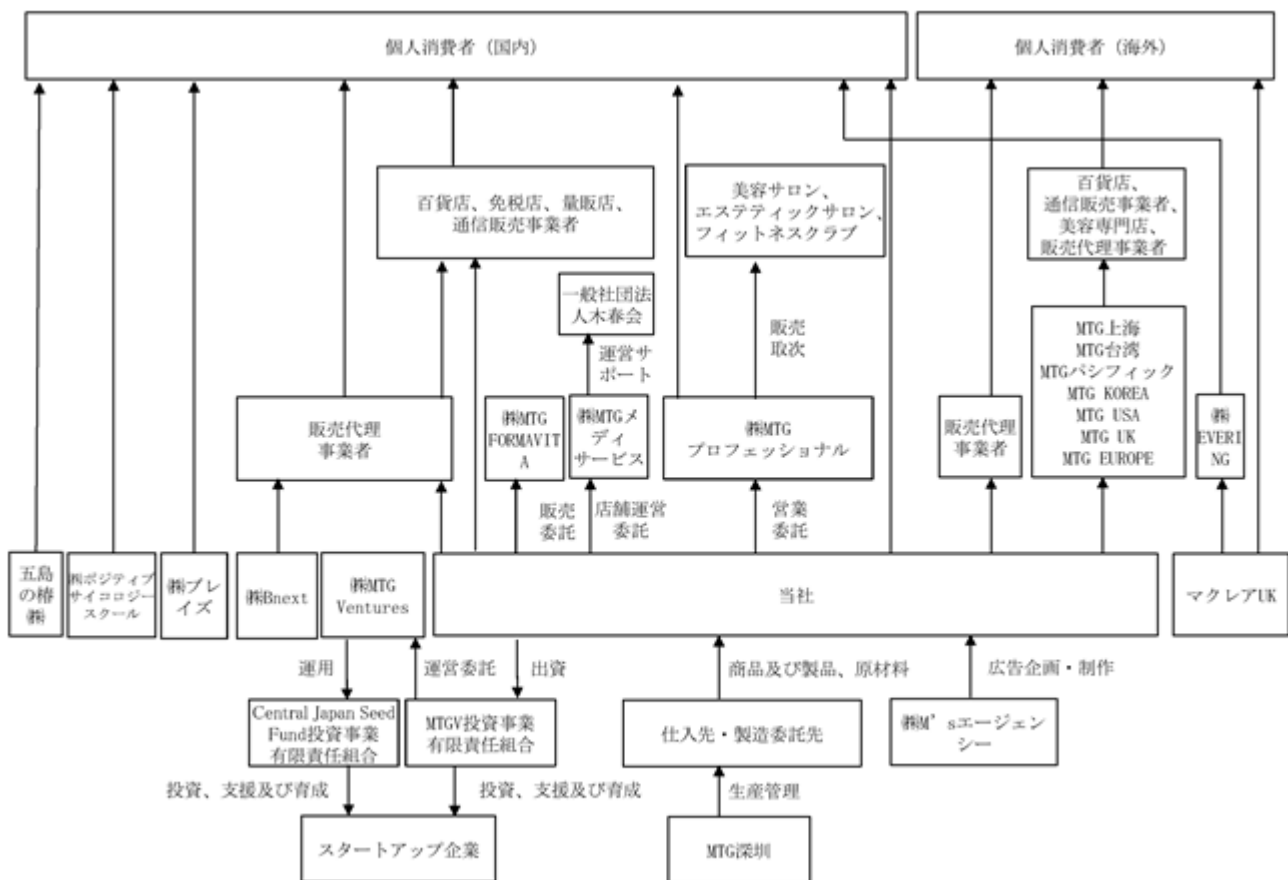 個人消費者（国内）
個人消費者（海外）
百貨店、免税店、量販店、
通信販売事業者
美容サロン、
エステティックサロン、
フィットネスクラブ
百貨店、
通信販売事業者、
美容専門店、
販売代理事業者
一般社団法
人木春会
運営サ
ポート
販売
取次
MTG上海
MTG台湾
MTGパシフィック
MTG KOREA
MTG USA
MTG UK
MTG EUROPE
販売代理
事業者
㈱MTG
FORMAVIT
A
㈱MTGメ
ディ
サービス
㈱MTG
プロフェッショナル
販売代理
事業者
㈱
EVERI
NG
販売
委託
店舗運営
委託
営業
委託
五島
の椿
㈱
㈱ポジティブ
サイコロジー
スクール
㈱ブレ
イズ
㈱Bnext
㈱MTG
Ventures
当社
マクレアUK
運用
運営委託
出資
商品及び製品、原材料
広告企画・制作
Central Japan Seed
Fund投資事業
有限責任組合
MTGV投資事業
有限責任組合
仕入先・製造委託先
㈱M’sエージェン
シー
投資、支援及び育成
投資、支援及び育成
生産管理
スタートアップ企業
MTG深圳